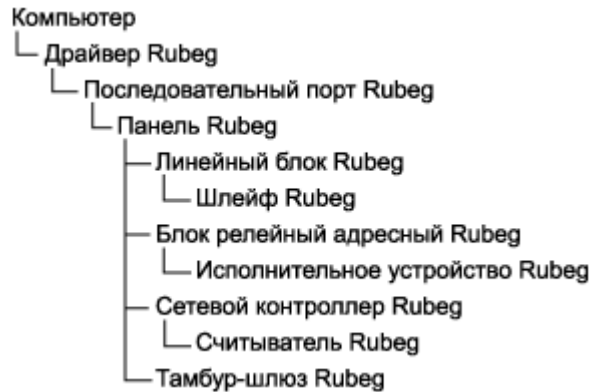 Компьютер
Драйвер Rubeg
Последовательный порт Rubeg
Панель Rubeg
Линейный блок Rubeg
Шлейф Rubeg
Блок релейный адресный Rubeg
Исполнительное устройство Rubeg
Сетевой контроллер Rubeg
Считыватель Rubeg
Тамбур-шлюз Rubeg